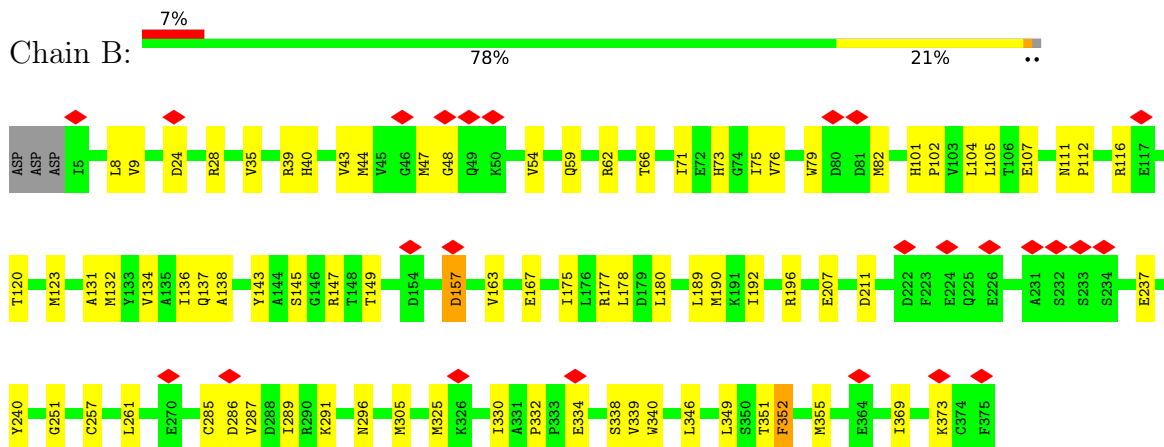 7%
Chain B:
78% 21% ••
ASP ASP ASP I5 L8 V9 D24 R28 V35 R39 H40 V43 M44 V45 G46 M47 G48 Q49 K50 V54 Q59 R62 T66 I71 E72 H73 G74 I75 V76 W79 D80 D81 M82 H101 P102 V103 L104 L105 T106 E107 N111 P112 R116 E117
T120 M123 A131 M132 Y133 V134 A135 I136 Q137 A138 Y143 A144 S145 G146 R147 T148 T149 D154 D157 V163 E167 I175 L176 R177 L178 D179 L180 L189 M190 K191 I192 R196 E207 D211 D222 F223 E224 Q225 E226 A231 S232 S233 S234 E237
Y240 G251 C257 L261 E270 C285 D286 V287 D288 I289 R290 K291 N296 M305 M325 K326 I330 A331 P332 P333 E334 S338 V339 W340 L346 L349 S350 T351 F352 M355 E364 I369 K373 C374 F375